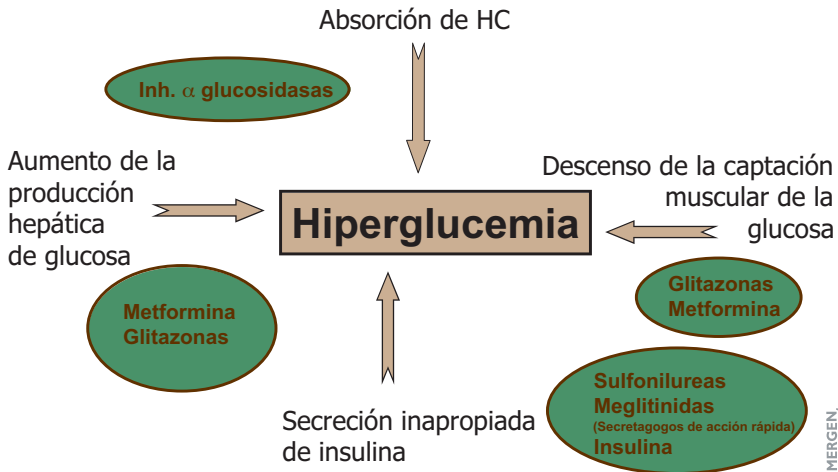 Absorción de HC
Inh. α glucosidasas
Aumento de la
producción
hepática
de glucosa
Descenso de la captación
muscular de la
glucosa
Hiperglucemia
Metformina
Glitazonas
Glitazonas
Metformina
Secreción inapropiada
de insulina
Sulfonilureas
Meglitinidas
(Secretagogos de acción rápida)
Insulina
MERGEN.